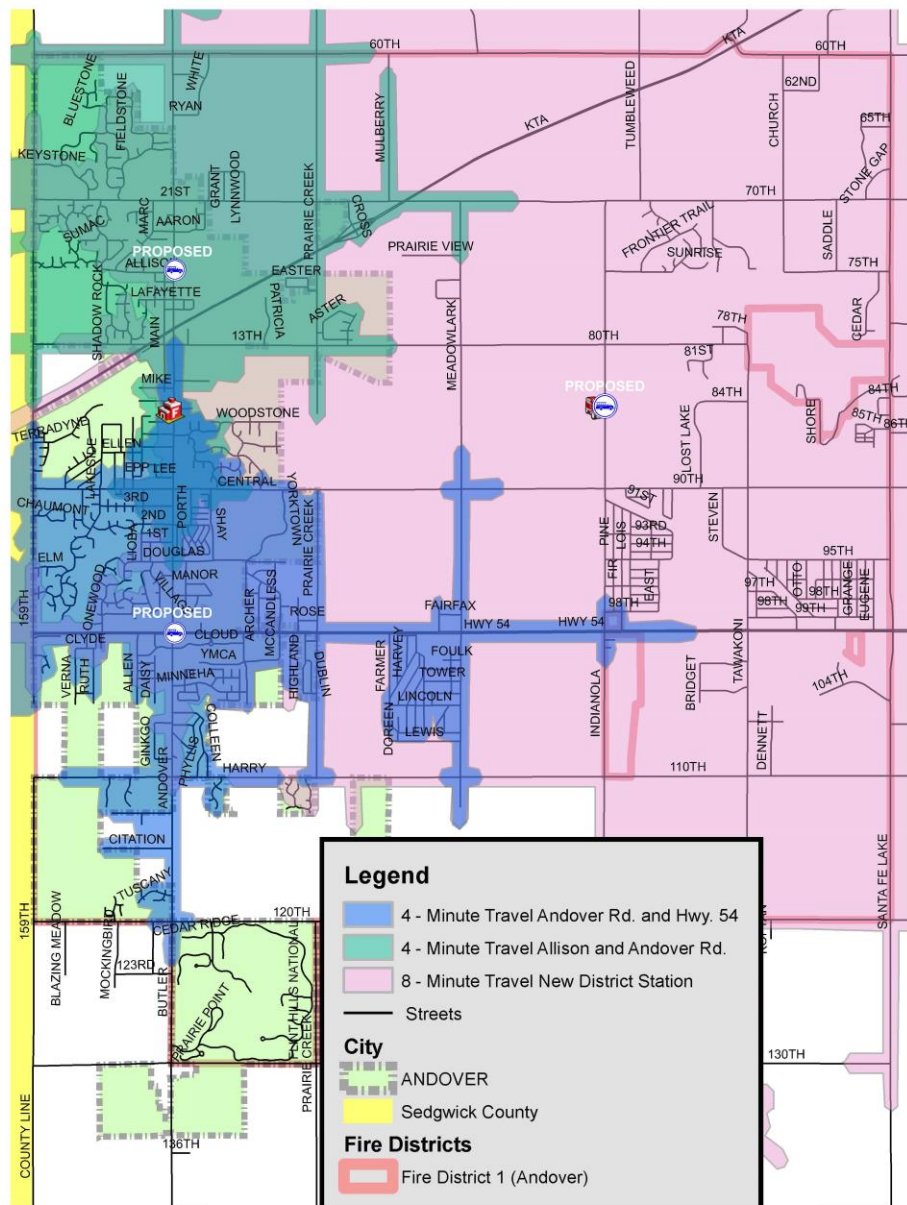 60TH
KTA
60TH
WHITE
BLUESTONE
FIELDSTONE
RYAN
MULBERRY
KTA
TUMBLEWEED
CHURCH
62ND
65TH
KEYSTONE
STONE GAP
21ST
GRANT
LYNNWOOD
PRAIRIE CREEK
70TH
70TH
SUMAC
MARC
AARON
CROSS
FRONTIER TRAIL
SADDLE
PROPOSED
PRAIRIE VIEW
SUNRISE
ALLISON
EASTER
75TH
SHADOW ROCK
LAFAYETTE
PATRICIA
ASTER
MAIN
13TH
MEADOWLARK
80TH
78TH
CEDAR
81ST
MIKE
PROPOSED
84TH
84TH
WOODSTONE
SHORE
85TH
86TH
TERRADYNE
LAKESIDE
ELLEN
LOST LAKE
EPP
LEE
CENTRAL
90TH
3RD
YORKTOWN
91ST
CHAUMONT
2ND
PORTH
SHAY
PRAIRIE CREEK
STEVEN
1ST
93RD
LIOBA
DOUGLAS
PINE
LOIS
94TH
ELM
FIR
EAST
95TH
MANOR
97TH
OTTO
GRANGE
EUGENE
ONEWOOD
VILLAGE
ARCHER
MCCANDLESS
98TH
98TH
98TH
159TH
PROPOSED
ROSE
FAIRFAX
99TH
CLYDE
CLOUD
HWY 54
HWY 54
YMCA
HIGHLAND
DUBLIN
FARMER
HARVEY
FOULK
VERNA
RUTH
ALLEN
DAISY
MINNEHA
TOWER
BRIDGET
TAWAKONI
104TH
LINCOLN
INDIANOLA
GINKGO
COLLEEN
DOREEN
LEWIS
DENNETT
ANDOVER
PHYLLIS
HARRY
110TH
CITATION
SANTA FE LAKE
TUSCANY
159TH
BLAZING MEADOW
MOCKINGBIRD
CEDAR RIDGE
120TH
123RD
BUTLER
FLINT HILLS NATIONAL
PRAIRIE POINT
PRAIRIE CREEK
130TH
COUNTY LINE
136TH
Legend
4 - Minute Travel Andover Rd. and Hwy. 54
4 - Minute Travel Allison and Andover Rd.
8 - Minute Travel New District Station
Streets
City
ANDOVER
Sedgwick County
Fire Districts
Fire District 1 (Andover)